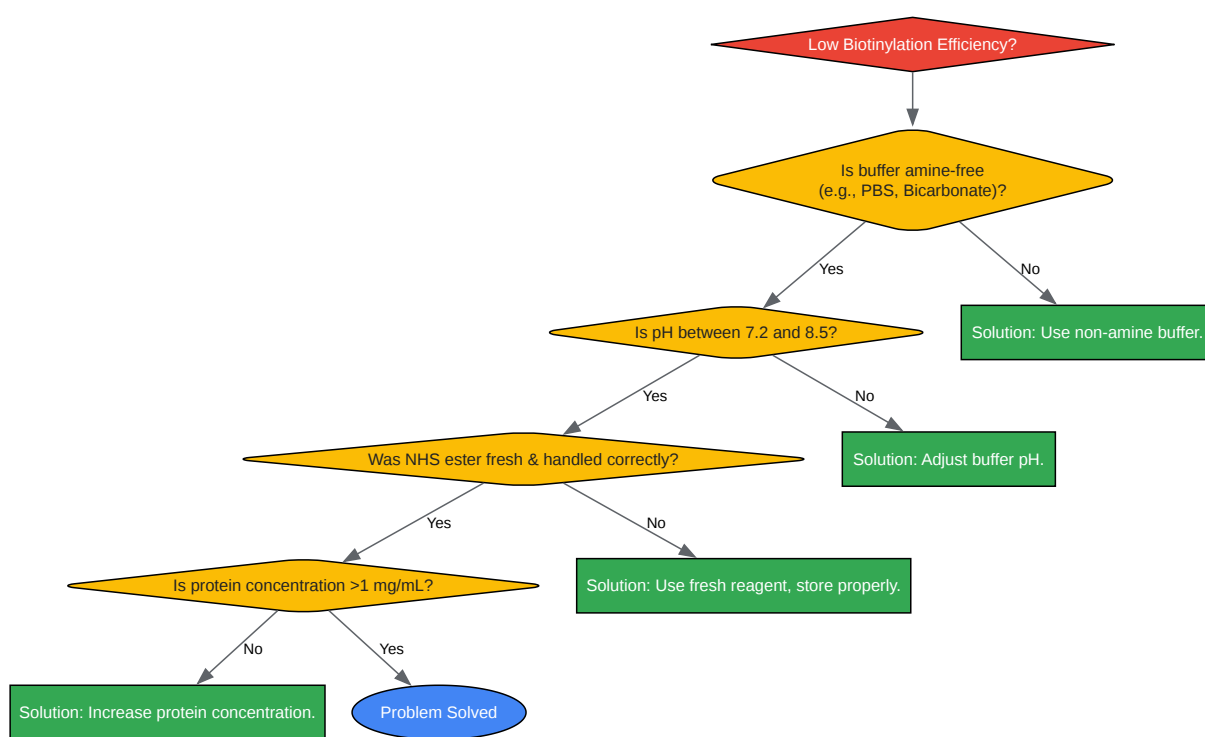 Low Biotinylation Efficiency?
Is buffer amine-free
(e.g., PBS, Bicarbonate)?
Yes
No
Is pH between 7.2 and 8.5?
Solution: Use non-amine buffer.
Yes
No
Was NHS ester fresh & handled correctly?
Solution: Adjust buffer pH.
Yes
No
Is protein concentration >1 mg/mL?
Solution: Use fresh reagent, store properly.
No
Yes
Solution: Increase protein concentration.
Problem Solved